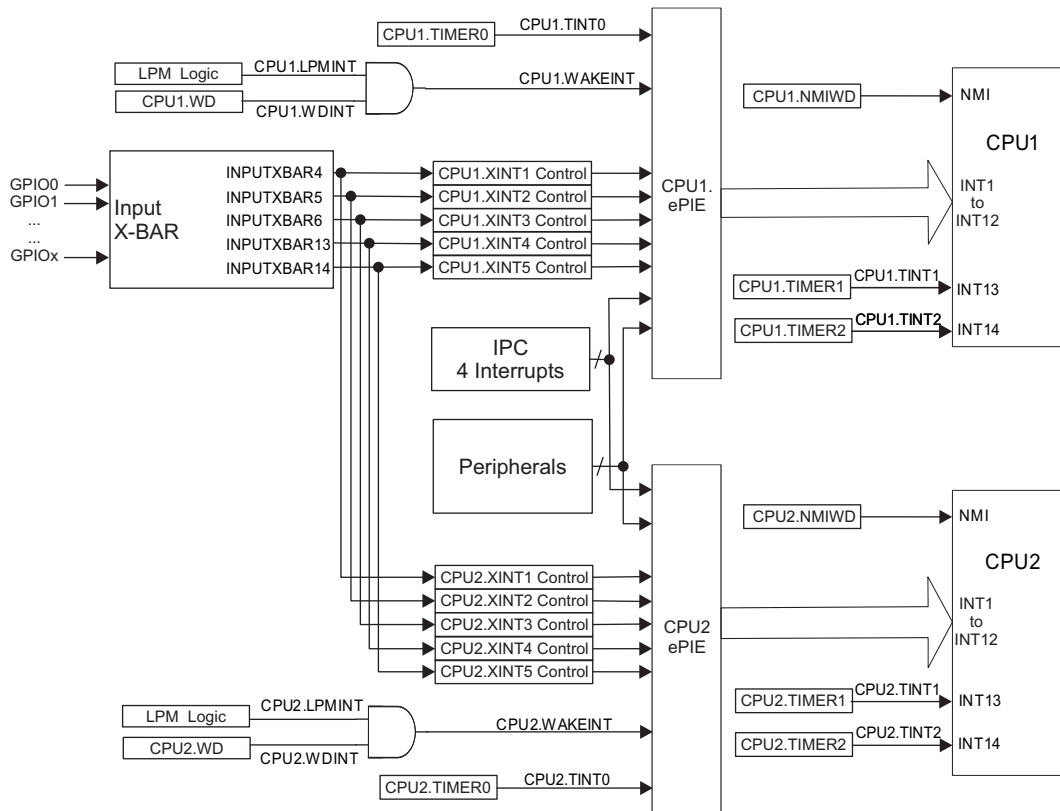 CPU1.TIMER0
CPU1.TINT0
LPM Logic
CPU1.LPMINT
CPU1.WD
CPU1.WDINT
CPU1.WAKEINT
CPU1.NMIWD
NMI
CPU1
GPIO0
GPIO1
...
...
GPIOx
Input
X-BAR
INPUTXBAR4
INPUTXBAR5
INPUTXBAR6
INPUTXBAR13
INPUTXBAR14
CPU1.XINT1 Control
CPU1.XINT2 Control
CPU1.XINT3 Control
CPU1.XINT4 Control
CPU1.XINT5 Control
CPU1.
ePIE
INT1
to
INT12
CPU1.TIMER1
CPU1.TINT1
INT13
CPU1.TIMER2
CPU1.TINT2
INT14
IPC
4 Interrupts
Peripherals
CPU2.NMIWD
NMI
CPU2
CPU2.XINT1 Control
CPU2.XINT2 Control
CPU2.XINT3 Control
CPU2.XINT4 Control
CPU2.XINT5 Control
CPU2
ePIE
INT1
to
INT12
CPU2.TIMER1
CPU2.TINT1
INT13
CPU2.TIMER2
CPU2.TINT2
INT14
LPM Logic
CPU2.LPMINT
CPU2.WD
CPU2.WDINT
CPU2.WAKEINT
CPU2.TIMER0
CPU2.TINT0